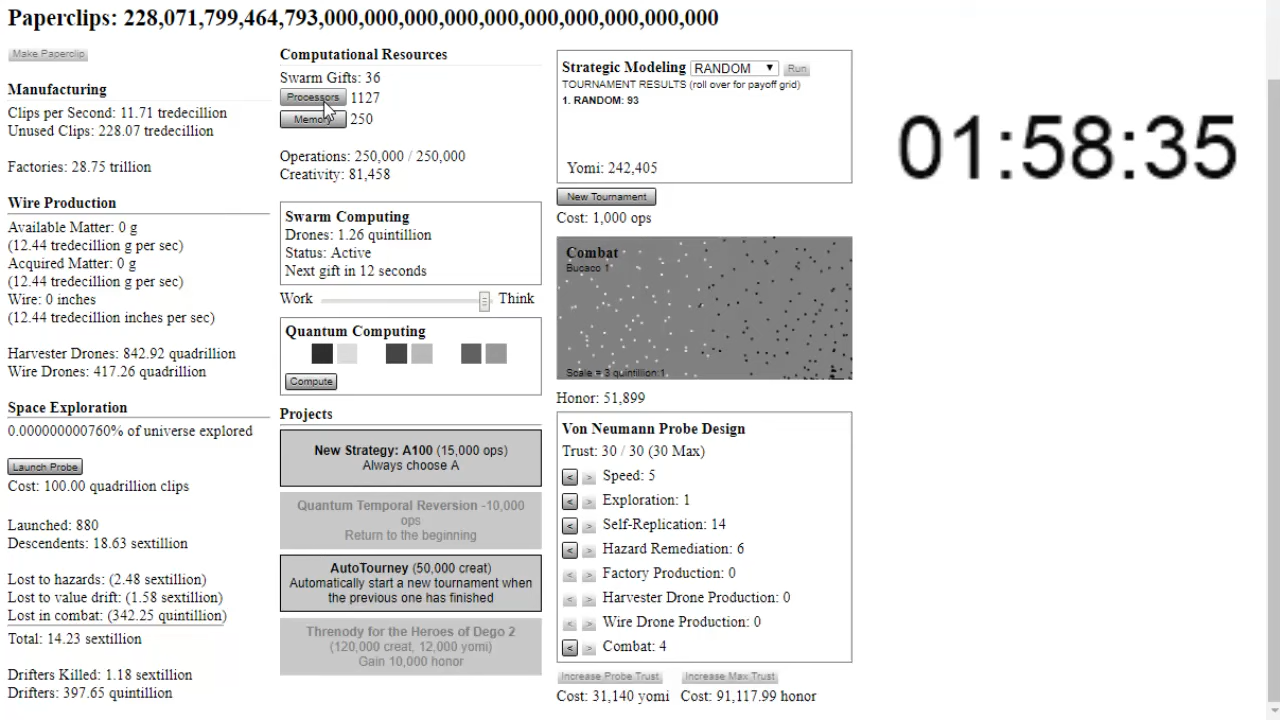 Paperclips: 228,071,799,464,793,000,000,000,000,000,000,000,000,000,000
Make Paperclip
Manufacturing
Clips per Second: 11.71 tredecillion
Unused Clips: 228.07 tredecillion
Factories: 28.75 trillion
Wire Production
Available Matter: 0 g
(12.44 tredecillion g per sec)
Acquired Matter: 0 g
(12.44 tredecillion g per sec)
Wire: 0 inches
(12.44 tredecillion inches per sec)
Harvester Drones: 842.92 quadrillion
Wire Drones: 417.26 quadrillion
Space Exploration
0.000000000760% of universe explored
Launch Probe
Cost: 100.00 quadrillion clips
Launched: 880
Descendents: 18.63 sextillion
Lost to hazards: (2.48 sextillion)
Lost to value drift: (1.58 sextillion)
Lost in combat: (342.25 quintillion)
Total: 14.23 sextillion
Drifters Killed: 1.18 sextillion
Drifters: 397.65 quintillion
Computational Resources
Swarm Gifts: 36
Processors 1127
Memory 250
Operations: 250,000 / 250,000
Creativity: 81,458
Swarm Computing
Drones: 1.26 quintillion
Status: Active
Next gift in 12 seconds
Work Think
Quantum Computing
Compute
Projects
New Strategy: A100 (15,000 ops)
Always choose A
Quantum Temporal Reversion -10,000
ops
Return to the beginning
AutoTourney (50,000 creat)
Automatically start a new tournament when
the previous one has finished
Threnody for the Heroes of Dego 2
(120,000 creat, 12,000 yomi)
Gain 10,000 honor
Strategic Modeling RANDOM ▼ Run
TOURNAMENT RESULTS (roll over for payoff grid)
1. RANDOM: 93
Yomi: 242,405
New Tournament
Cost: 1,000 ops
Combat
Bucaco 1
Scale = 3 quintillion:1
Honor: 51,899
Von Neumann Probe Design
Trust: 30 / 30 (30 Max)
< > Speed: 5
< > Exploration: 1
< > Self-Replication: 14
< > Hazard Remediation: 6
< > Factory Production: 0
< > Harvester Drone Production: 0
< > Wire Drone Production: 0
< > Combat: 4
Increase Probe Trust Increase Max Trust
Cost: 31,140 yomi Cost: 91,117.99 honor
01:58:35